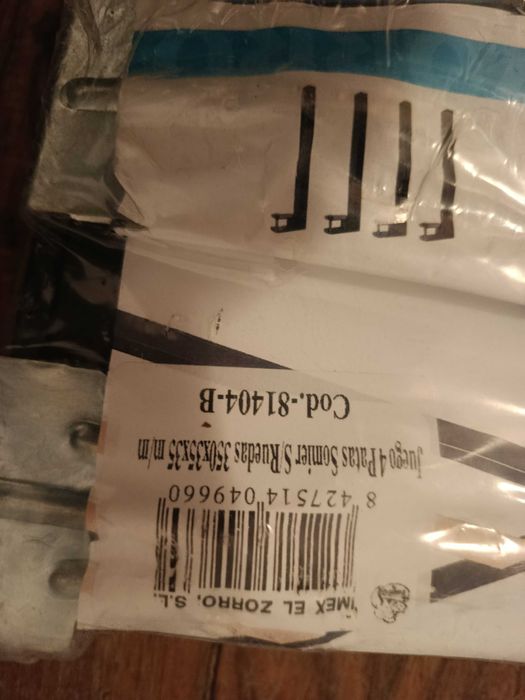 IMEX EL ZORRO, S.L.
8 427514 049660
Juego 4 Patas Somier S/Ruedas 350x35x35 m/m
Cod.-81404-B